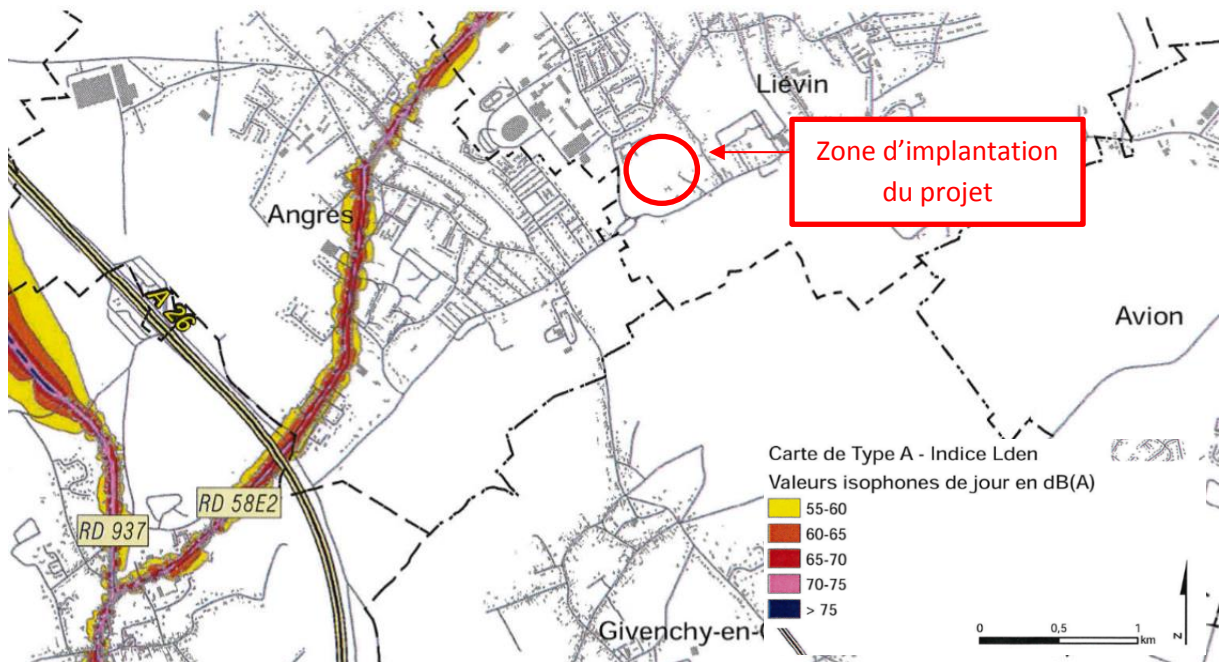 Liévin
Zone d'implantation
du projet
Angres
A 26
Avion
Carte de Type A - Indice Lden
Valeurs isophones de jour en dB(A)
55-60
60-65
65-70
70-75
> 75
RD 58E2
RD 937
Givenchy-en-
0 0,5 1
km
N